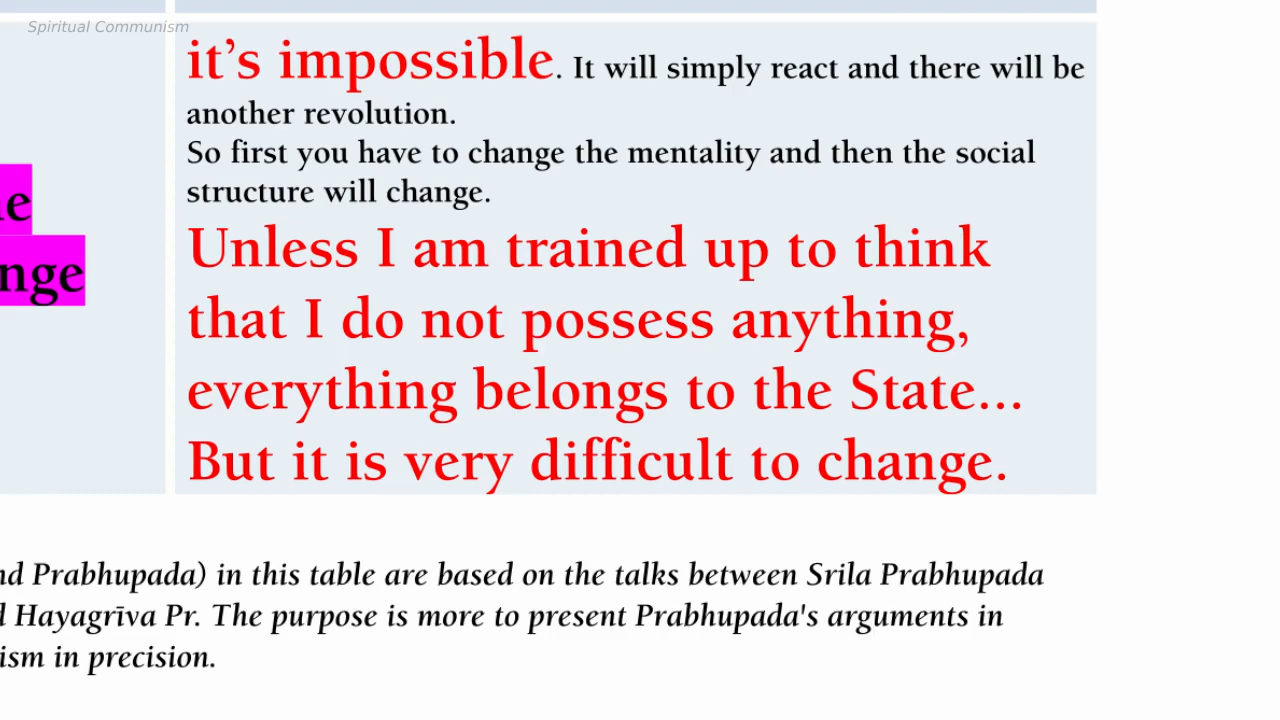 Spiritual Communism
it’s impossible. It will simply react and there will be
another revolution.
So first you have to change the mentality and then the social
structure will change.
Unless I am trained up to think
that I do not possess anything,
everything belongs to the State...
But it is very difficult to change.
Prabhupada) in this table are based on the talks between Srila Prabhupada
Hayagrīva Pr. The purpose is more to present Prabhupada's arguments in
in precision.